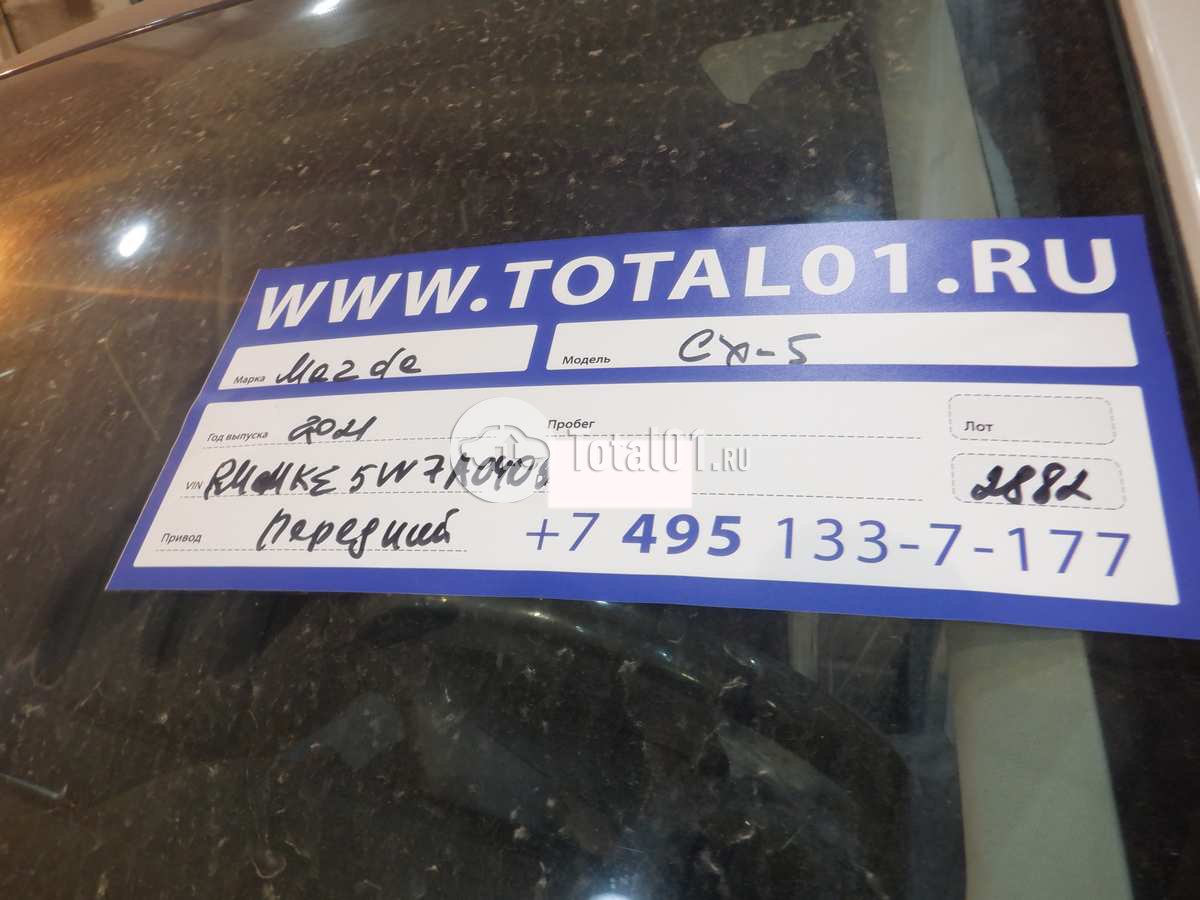 WWW.TOTAL01.RU
Марка Mazda Модель CX-5
Год выпуска 2021 Пробег Лот
Total01.RU
VIN RUMKE5W7A040 2882
Привод передний +7 495 133-7-177